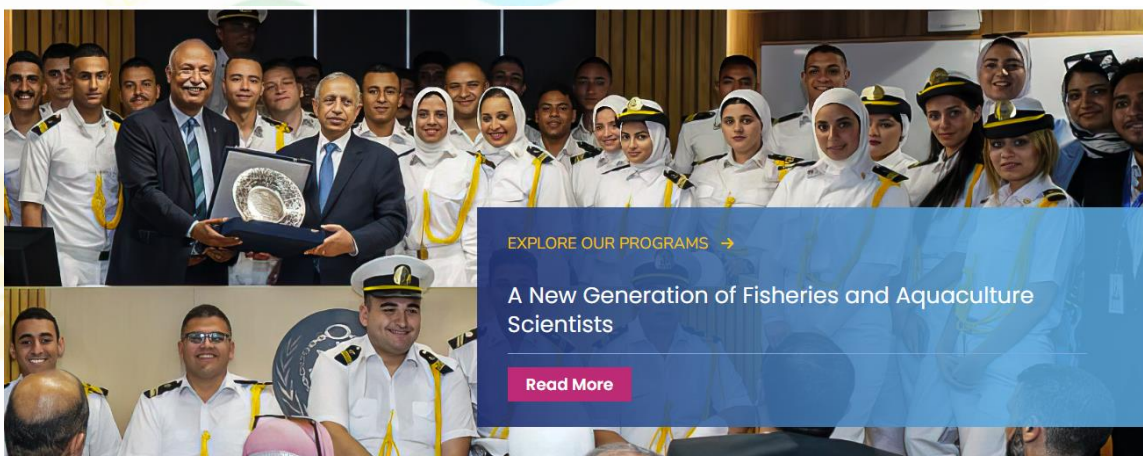 EXPLORE OUR PROGRAMS →
A New Generation of Fisheries and Aquaculture
Scientists
Read More